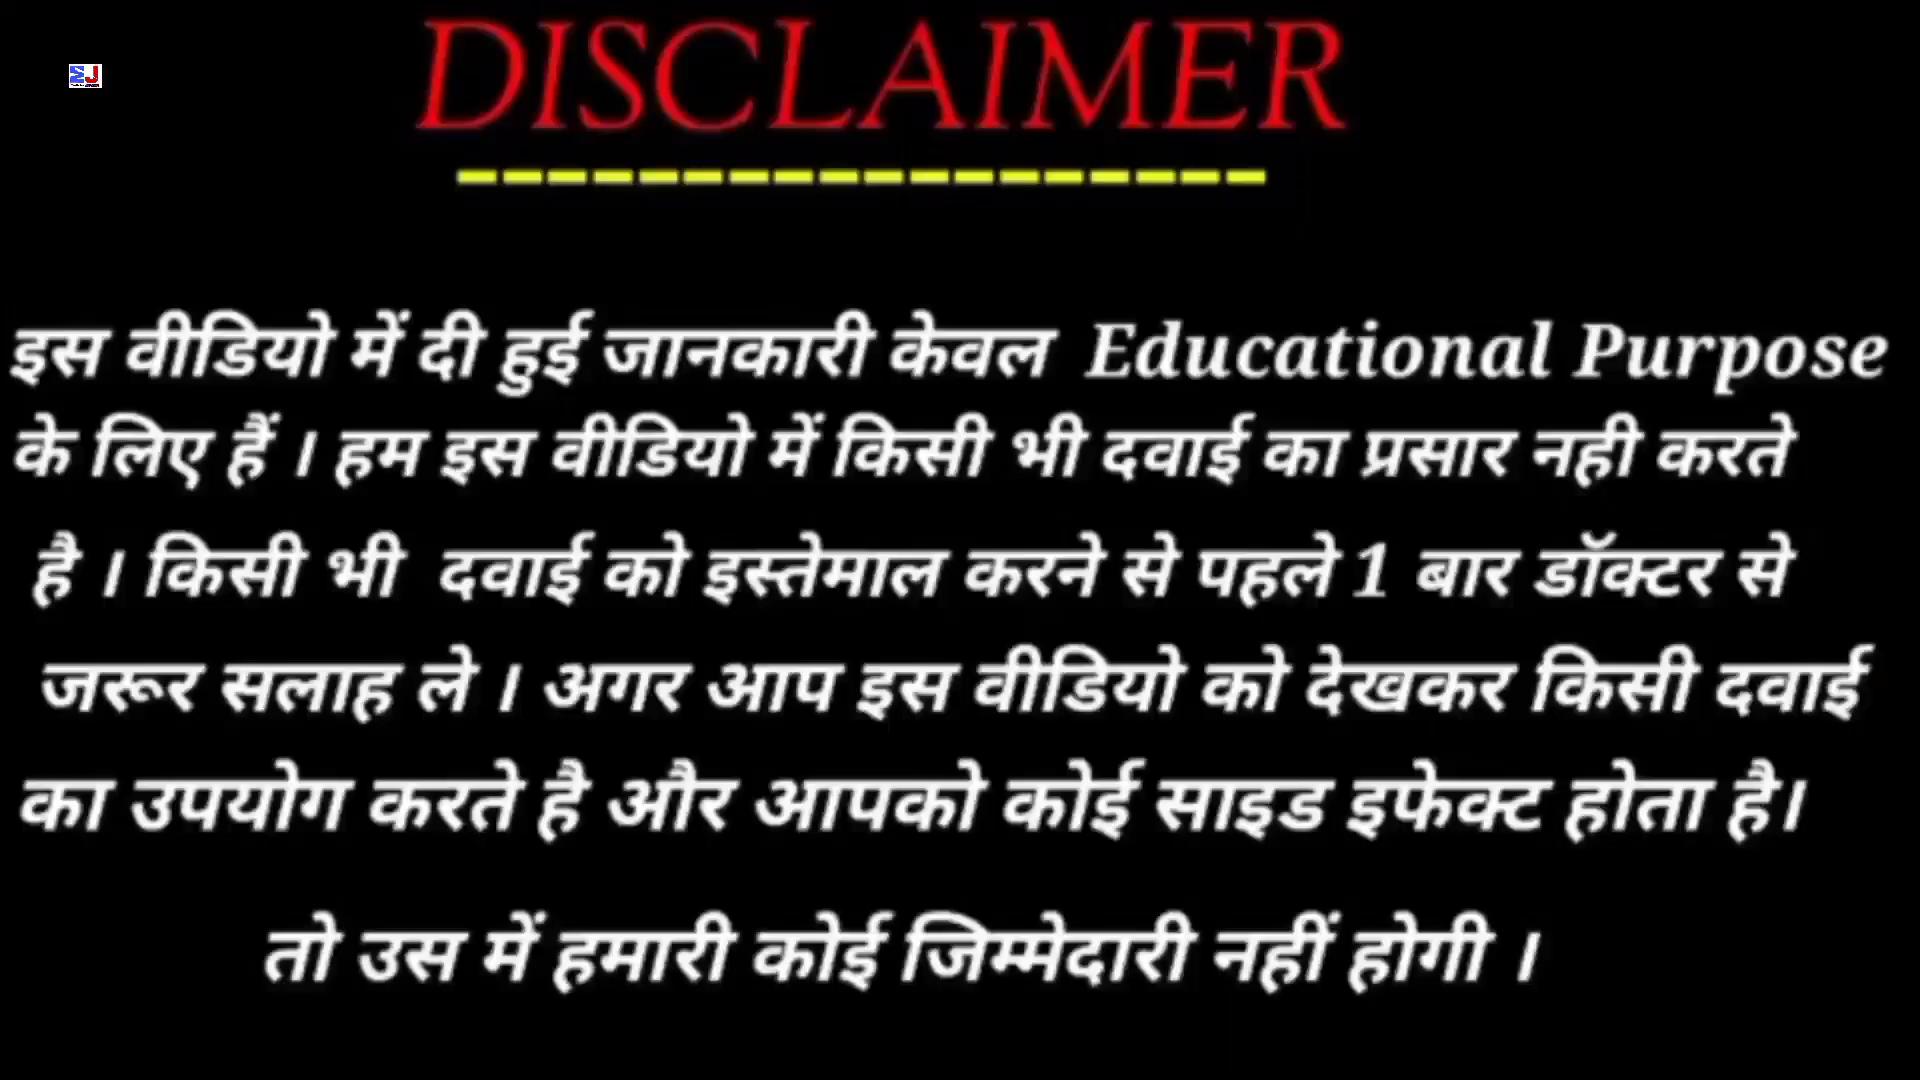 DISCLAIMER
इस वीडियो में दी हुई जानकारी केवल Educational Purpose
के लिए हैं । हम इस वीडियो में किसी भी दवाई का प्रसार नही करते
है । किसी भी दवाई को इस्तेमाल करने से पहले 1 बार डॉक्टर से
जरूर सलाह ले । अगर आप इस वीडियो को देखकर किसी दवाई
का उपयोग करते है और आपको कोई साइड इफेक्ट होता है।
तो उस में हमारी कोई जिम्मेदारी नहीं होगी ।